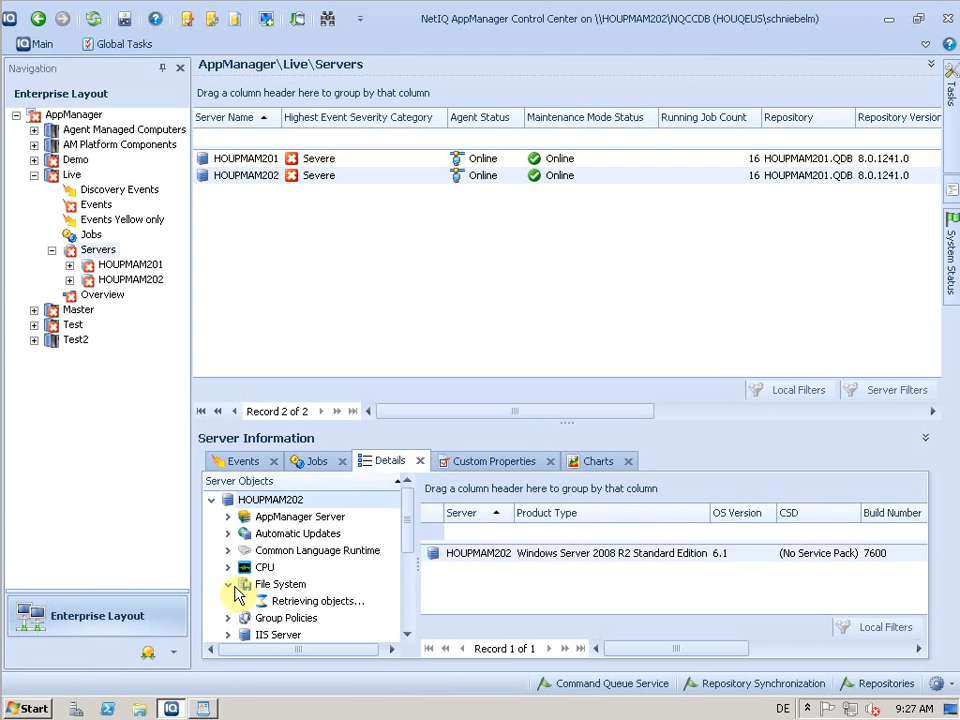 NetIQ AppManager Control Center on \\HOUPMAM202\NQCCDB (HOUQEUS\schniebelm)
Main
Global Tasks
Navigation
Enterprise Layout
AppManager
Agent Managed Computers
AM Platform Components
Demo
Live
Discovery Events
Events
Events Yellow only
Jobs
Servers
HOUPMAM201
HOUPMAM202
Overview
Master
Test
Test2
Enterprise Layout
AppManager\Live\Servers
Drag a column header here to group by that column
Server Name Highest Event Severity Category Agent Status Maintenance Mode Status Running Job Count Repository Repository Version
HOUPMAM201 Severe Online Online 16 HOUPMAM201.QDB 8.0.1241.0
HOUPMAM202 Severe Online Online 16 HOUPMAM201.QDB 8.0.1241.0
Local Filters Server Filters
Record 2 of 2
Server Information
Events Jobs Details Custom Properties Charts
Server Objects
HOUPMAM202
AppManager Server
Automatic Updates
Common Language Runtime
CPU
File System
Retrieving objects...
Group Policies
IIS Server
Drag a column header here to group by that column
Server Product Type OS Version CSD Build Number
HOUPMAM202 Windows Server 2008 R2 Standard Edition 6.1 (No Service Pack) 7600
Local Filters
Record 1 of 1
Tasks
System Status
Command Queue Service Repository Synchronization Repositories
Start
DE
9:27 AM